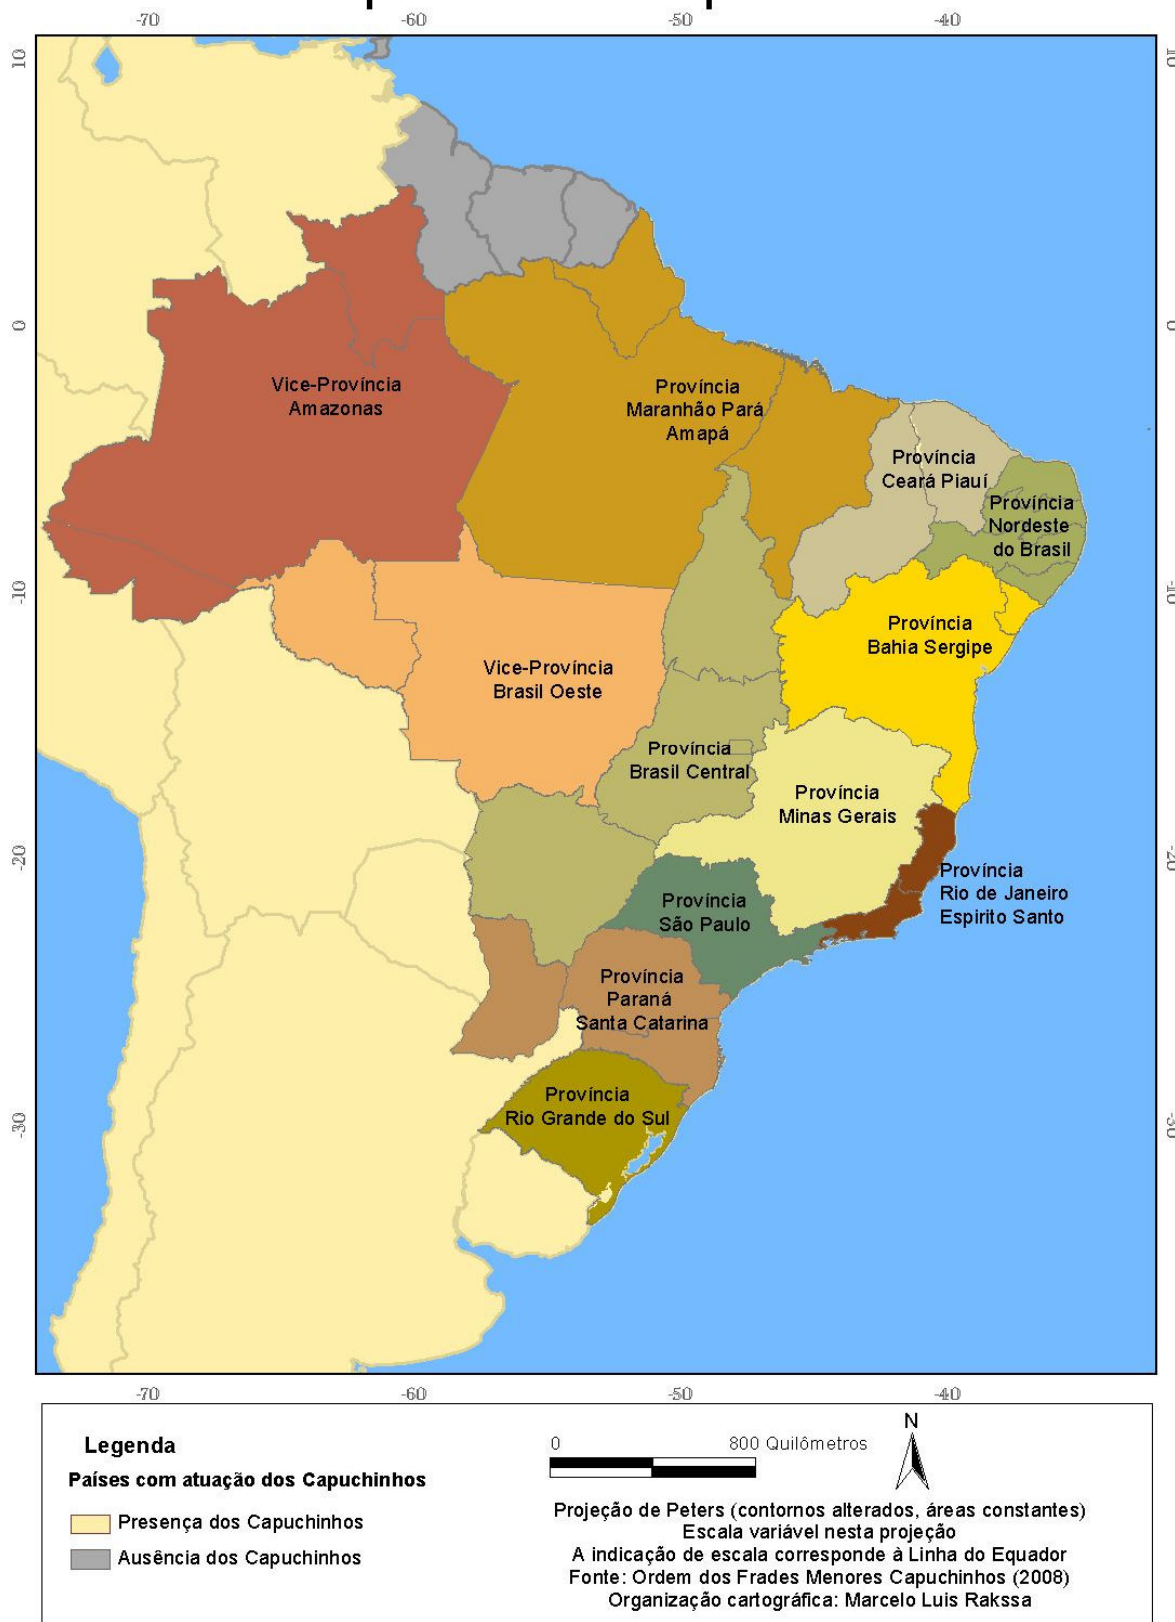 -70 -60 -50 -40
10 10
0 0
-10 -10
-20 -20
-30 -30
Vice-Província
Amazonas
Província
Maranhão Pará
Amapá
Província
Ceará Piauí
Província
Nordeste
do Brasil
Província
Bahia Sergipe
Vice-Província
Brasil Oeste
Província
Brasil Central
Província
Minas Gerais
Província
Rio de Janeiro
Espirito Santo
Província
São Paulo
Província
Paraná
Santa Catarina
Província
Rio Grande do Sul
-70 -60 -50 -40
Legenda
Países com atuação dos Capuchinhos
Presença dos Capuchinhos
Ausência dos Capuchinhos
0 800 Quilômetros
N
Projeção de Peters (contornos alterados, áreas constantes)
Escala variável nesta projeção
A indicação de escala corresponde à Linha do Equador
Fonte: Ordem dos Frades Menores Capuchinhos (2008)
Organização cartográfica: Marcelo Luis Rakssa